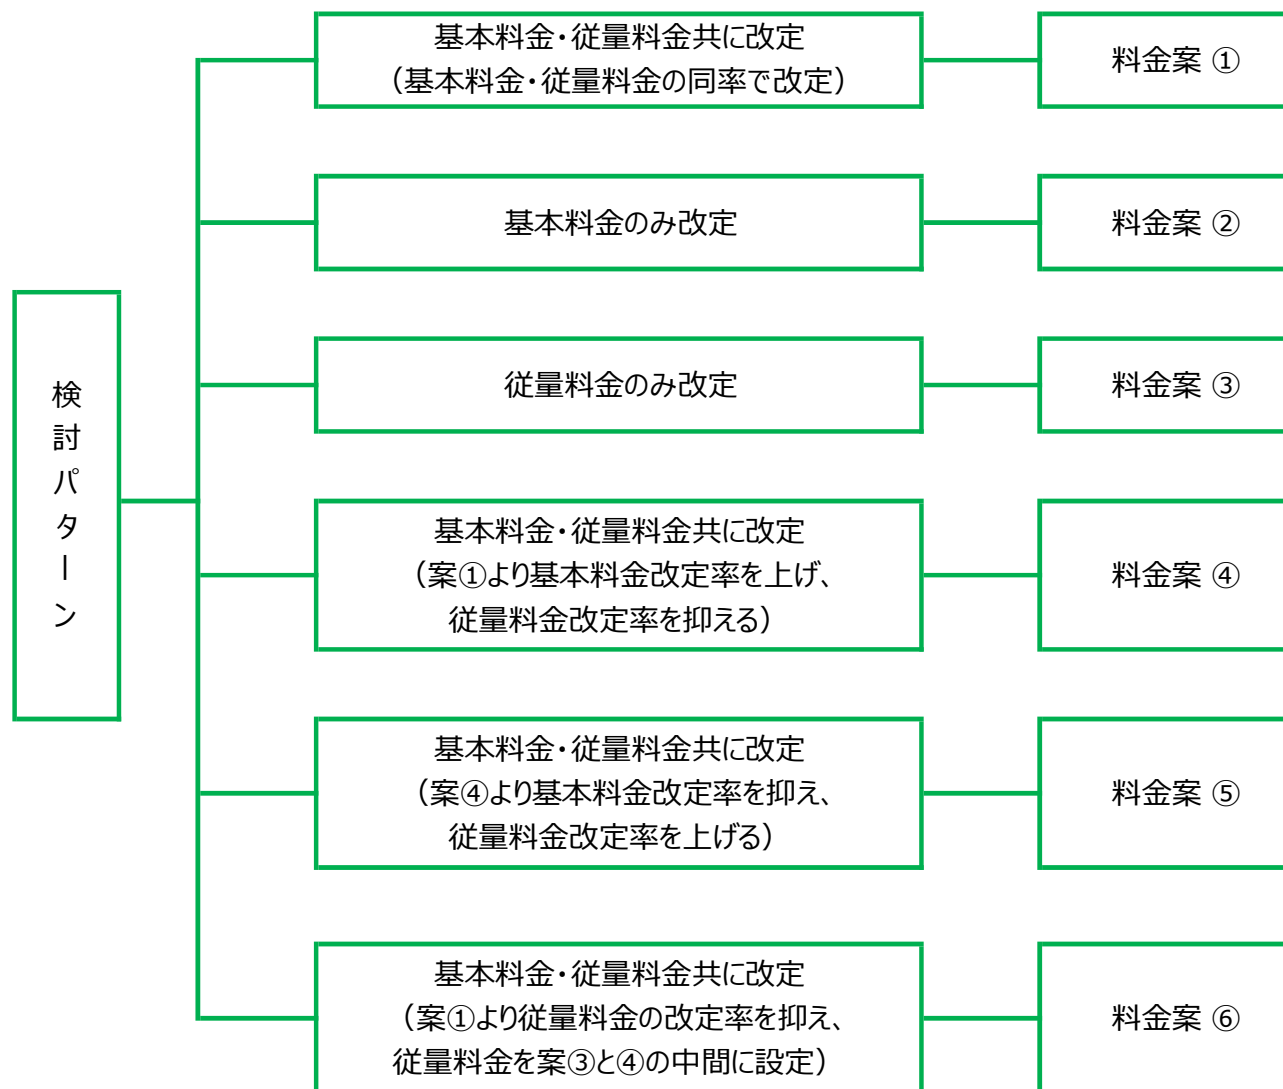 検討パターン
基本料金・従量料金共に改定
（基本料金・従量料金の同率で改定）
料金案 ①
基本料金のみ改定
料金案 ②
従量料金のみ改定
料金案 ③
基本料金・従量料金共に改定
（案①より基本料金改定率を上げ、
従量料金改定率を抑える）
料金案 ④
基本料金・従量料金共に改定
（案④より基本料金改定率を抑え、
従量料金改定率を上げる）
料金案 ⑤
基本料金・従量料金共に改定
（案①より従量料金の改定率を抑え、
従量料金を案③と④の中間に設定）
料金案 ⑥